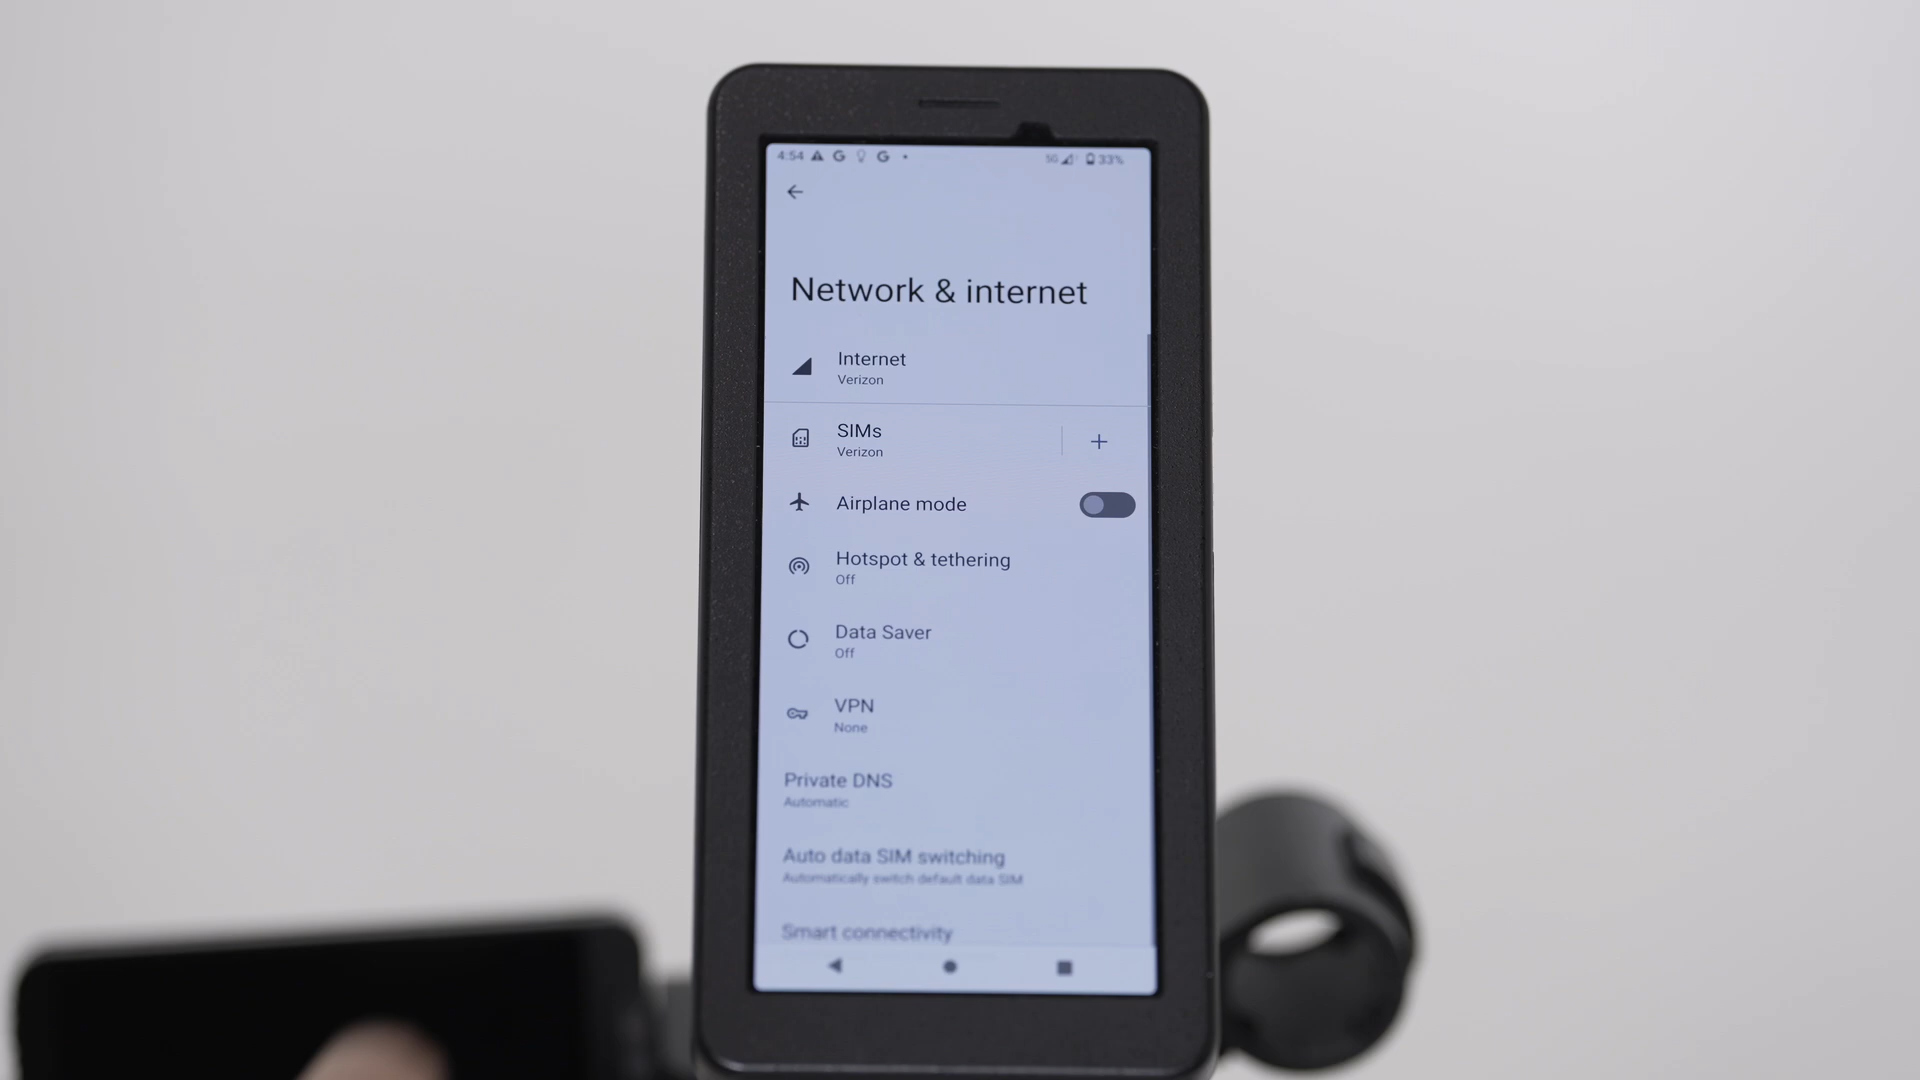 4:54 G G 5G 33%
Network & internet
Internet
Verizon
SIMs
Verizon
Airplane mode
Hotspot & tethering
Off
Data Saver
Off
VPN
None
Private DNS
Automatic
Auto data SIM switching
Automatically switch default data SIM
Smart connectivity